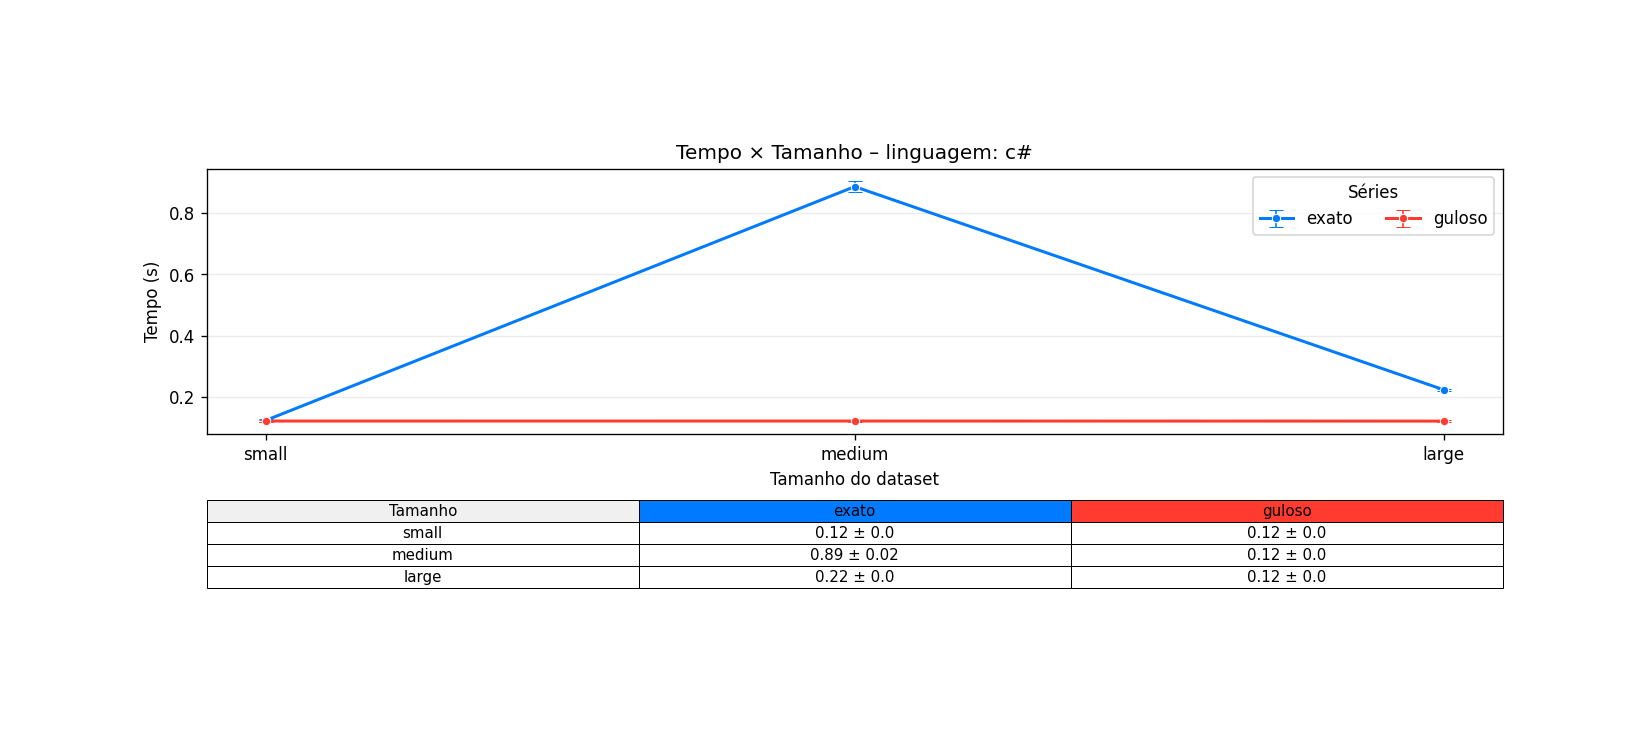 Tempo × Tamanho – linguagem: c#
Séries
exato guloso
Tempo (s)
0.8
0.6
0.4
0.2
small medium large
Tamanho do dataset
Tamanho exato guloso
small 0.12 ± 0.0 0.12 ± 0.0
medium 0.89 ± 0.02 0.12 ± 0.0
large 0.22 ± 0.0 0.12 ± 0.0